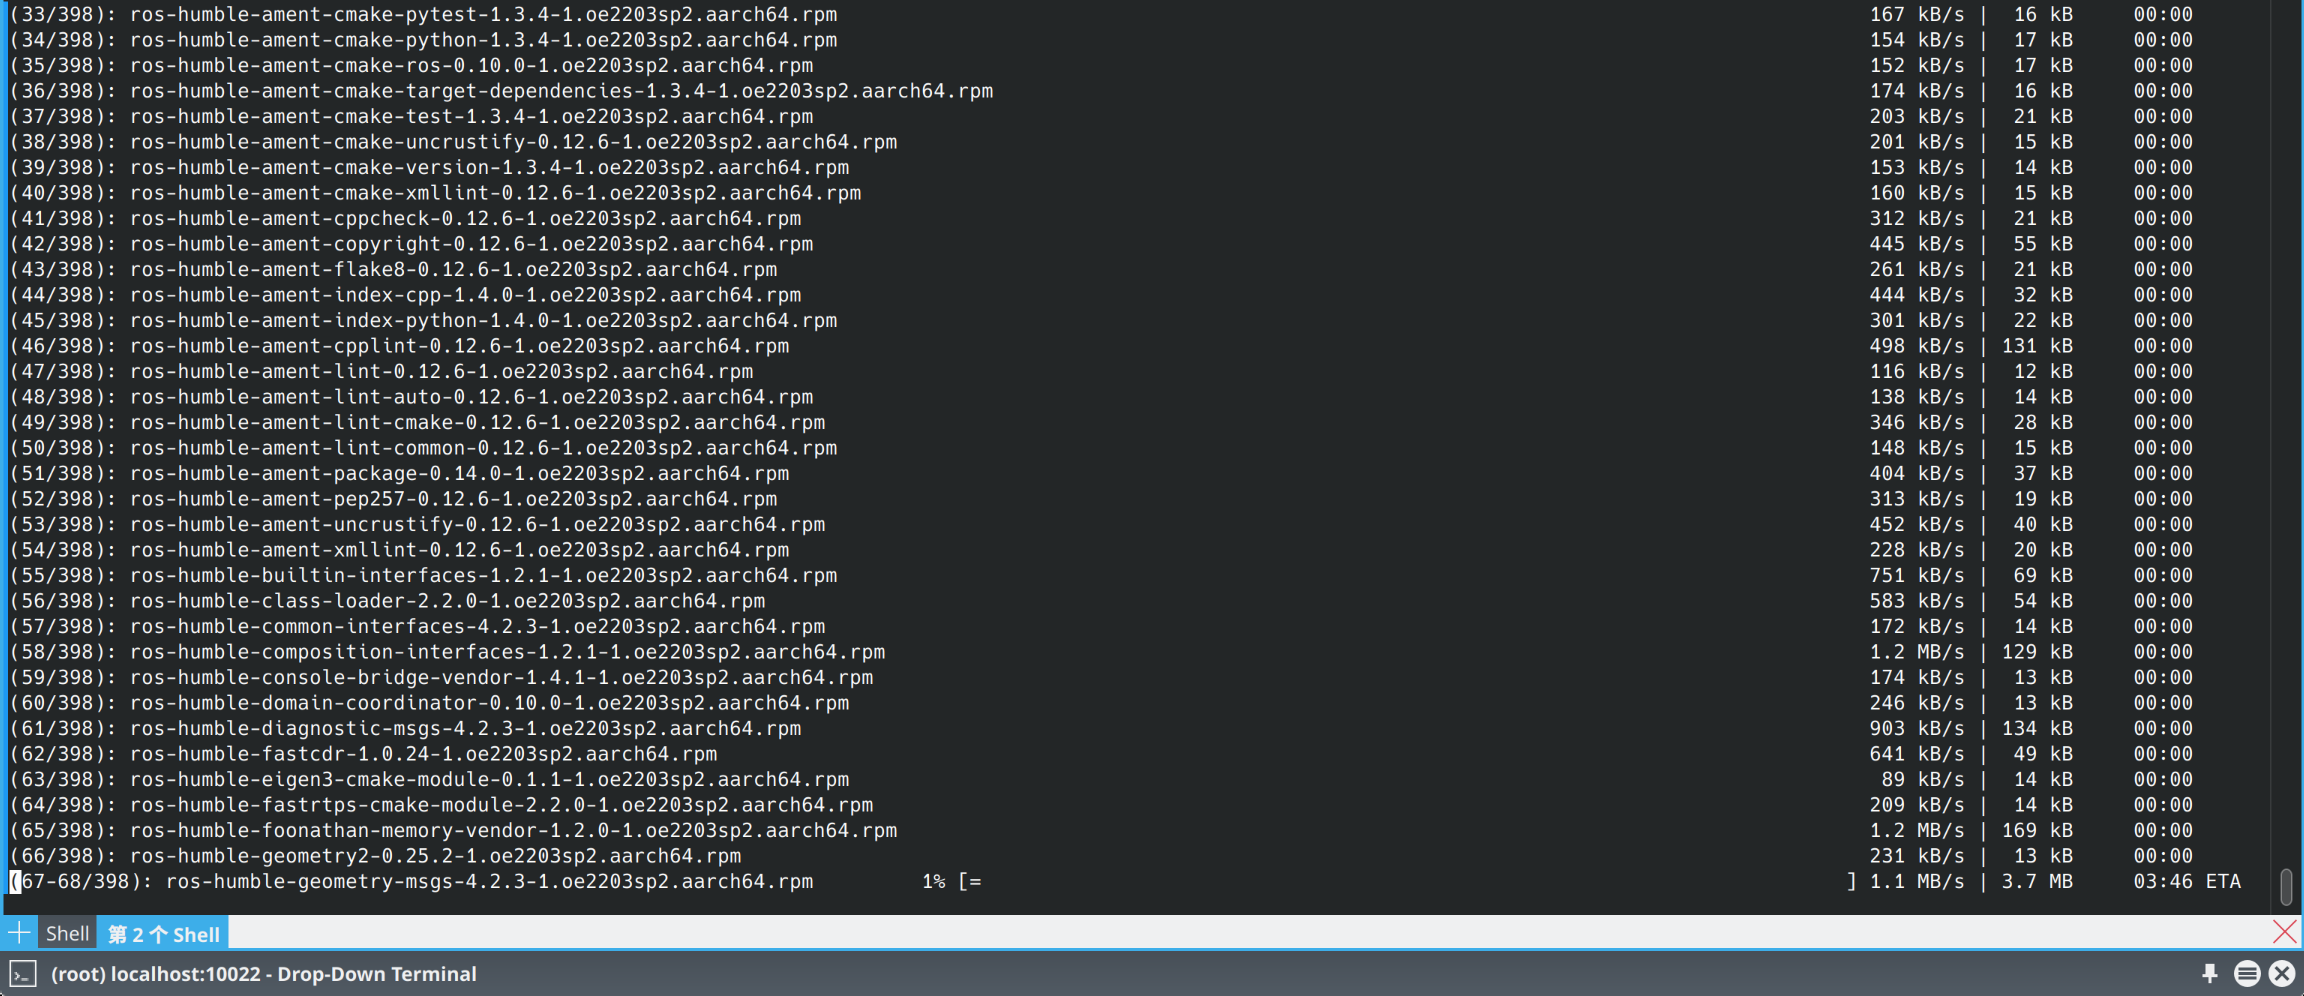 (33/398): ros-humble-ament-cmake-pytest-1.3.4-1.oe2203sp2.aarch64.rpm 167 kB/s | 16 kB 00:00
(34/398): ros-humble-ament-cmake-python-1.3.4-1.oe2203sp2.aarch64.rpm 154 kB/s | 17 kB 00:00
(35/398): ros-humble-ament-cmake-ros-0.10.0-1.oe2203sp2.aarch64.rpm 152 kB/s | 17 kB 00:00
(36/398): ros-humble-ament-cmake-target-dependencies-1.3.4-1.oe2203sp2.aarch64.rpm 174 kB/s | 16 kB 00:00
(37/398): ros-humble-ament-cmake-test-1.3.4-1.oe2203sp2.aarch64.rpm 203 kB/s | 21 kB 00:00
(38/398): ros-humble-ament-cmake-uncrustify-0.12.6-1.oe2203sp2.aarch64.rpm 201 kB/s | 15 kB 00:00
(39/398): ros-humble-ament-cmake-version-1.3.4-1.oe2203sp2.aarch64.rpm 153 kB/s | 14 kB 00:00
(40/398): ros-humble-ament-cmake-xmllint-0.12.6-1.oe2203sp2.aarch64.rpm 160 kB/s | 15 kB 00:00
(41/398): ros-humble-ament-cppcheck-0.12.6-1.oe2203sp2.aarch64.rpm 312 kB/s | 21 kB 00:00
(42/398): ros-humble-ament-copyright-0.12.6-1.oe2203sp2.aarch64.rpm 445 kB/s | 55 kB 00:00
(43/398): ros-humble-ament-flake8-0.12.6-1.oe2203sp2.aarch64.rpm 261 kB/s | 21 kB 00:00
(44/398): ros-humble-ament-index-cpp-1.4.0-1.oe2203sp2.aarch64.rpm 444 kB/s | 32 kB 00:00
(45/398): ros-humble-ament-index-python-1.4.0-1.oe2203sp2.aarch64.rpm 301 kB/s | 22 kB 00:00
(46/398): ros-humble-ament-cpplint-0.12.6-1.oe2203sp2.aarch64.rpm 498 kB/s | 131 kB 00:00
(47/398): ros-humble-ament-lint-0.12.6-1.oe2203sp2.aarch64.rpm 116 kB/s | 12 kB 00:00
(48/398): ros-humble-ament-lint-auto-0.12.6-1.oe2203sp2.aarch64.rpm 138 kB/s | 14 kB 00:00
(49/398): ros-humble-ament-lint-cmake-0.12.6-1.oe2203sp2.aarch64.rpm 346 kB/s | 28 kB 00:00
(50/398): ros-humble-ament-lint-common-0.12.6-1.oe2203sp2.aarch64.rpm 148 kB/s | 15 kB 00:00
(51/398): ros-humble-ament-package-0.14.0-1.oe2203sp2.aarch64.rpm 404 kB/s | 37 kB 00:00
(52/398): ros-humble-ament-pep257-0.12.6-1.oe2203sp2.aarch64.rpm 313 kB/s | 19 kB 00:00
(53/398): ros-humble-ament-uncrustify-0.12.6-1.oe2203sp2.aarch64.rpm 452 kB/s | 40 kB 00:00
(54/398): ros-humble-ament-xmllint-0.12.6-1.oe2203sp2.aarch64.rpm 228 kB/s | 20 kB 00:00
(55/398): ros-humble-builtin-interfaces-1.2.1-1.oe2203sp2.aarch64.rpm 751 kB/s | 69 kB 00:00
(56/398): ros-humble-class-loader-2.2.0-1.oe2203sp2.aarch64.rpm 583 kB/s | 54 kB 00:00
(57/398): ros-humble-common-interfaces-4.2.3-1.oe2203sp2.aarch64.rpm 172 kB/s | 14 kB 00:00
(58/398): ros-humble-composition-interfaces-1.2.1-1.oe2203sp2.aarch64.rpm 1.2 MB/s | 129 kB 00:00
(59/398): ros-humble-console-bridge-vendor-1.4.1-1.oe2203sp2.aarch64.rpm 174 kB/s | 13 kB 00:00
(60/398): ros-humble-domain-coordinator-0.10.0-1.oe2203sp2.aarch64.rpm 246 kB/s | 13 kB 00:00
(61/398): ros-humble-diagnostic-msgs-4.2.3-1.oe2203sp2.aarch64.rpm 903 kB/s | 134 kB 00:00
(62/398): ros-humble-fastcdr-1.0.24-1.oe2203sp2.aarch64.rpm 641 kB/s | 49 kB 00:00
(63/398): ros-humble-eigen3-cmake-module-0.1.1-1.oe2203sp2.aarch64.rpm 89 kB/s | 14 kB 00:00
(64/398): ros-humble-fastrtps-cmake-module-2.2.0-1.oe2203sp2.aarch64.rpm 209 kB/s | 14 kB 00:00
(65/398): ros-humble-foonathan-memory-vendor-1.2.0-1.oe2203sp2.aarch64.rpm 1.2 MB/s | 169 kB 00:00
(66/398): ros-humble-geometry2-0.25.2-1.oe2203sp2.aarch64.rpm 231 kB/s | 13 kB 00:00
(67-68/398): ros-humble-geometry-msgs-4.2.3-1.oe2203sp2.aarch64.rpm 1% [= ] 1.1 MB/s | 3.7 MB 03:46 ETA
Shell 第 2 个 Shell
(root) localhost:10022 - Drop-Down Terminal